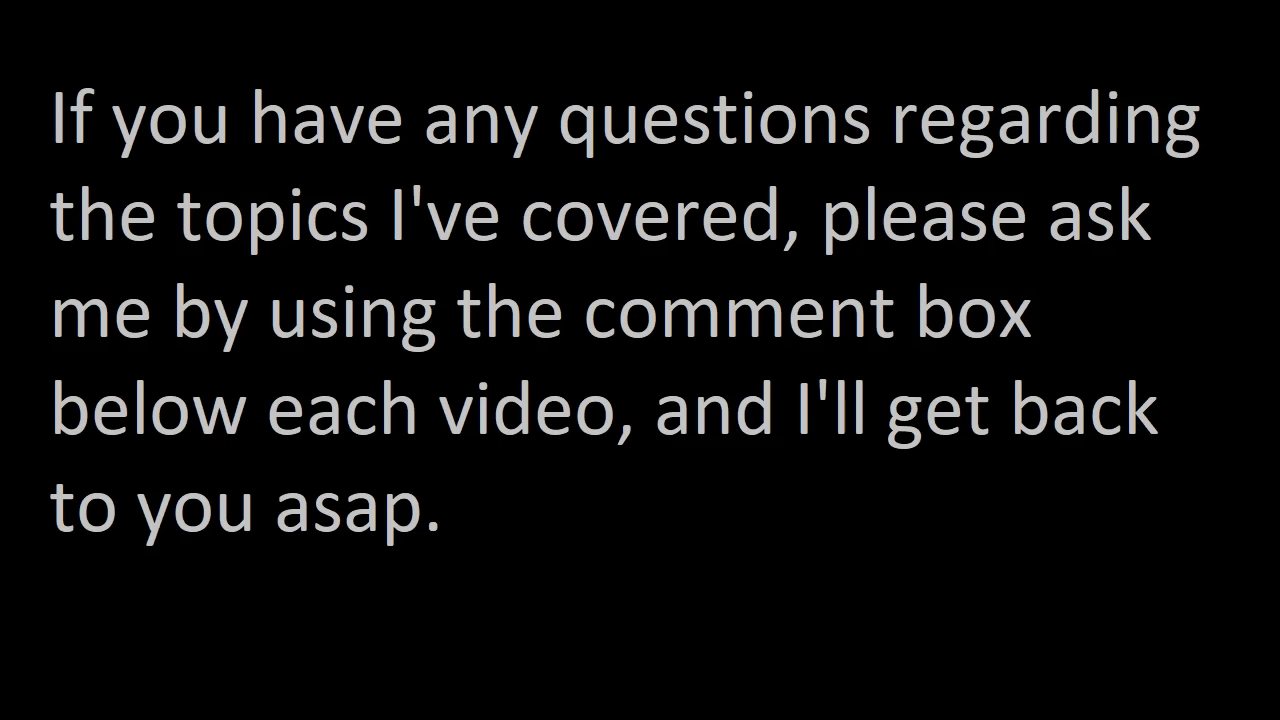 If you have any questions regarding
the topics I've covered, please ask
me by using the comment box
below each video, and I'll get back
to you asap.